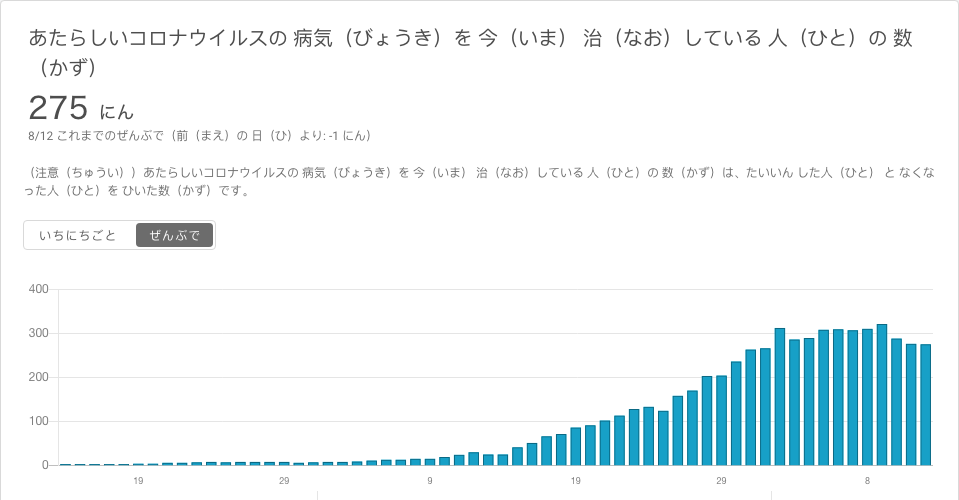 あたらしいコロナウイルスの 病気（びょうき）を 今（いま） 治（なお）している 人（ひと）の 数
（かず）
275 にん
8/12 これまでのぜんぶで（前（まえ）の 日（ひ）より: -1 にん）
（注意（ちゅうい））あたらしいコロナウイルスの 病気（びょうき）を 今（いま） 治（なお）している 人（ひと）の 数（かず）は、たいいん した人（ひと） と なくな
った人（ひと）を ひいた数（かず）です。
いちにちごと ぜんぶで
400
300
200
100
0
19 29 9 19 29 8